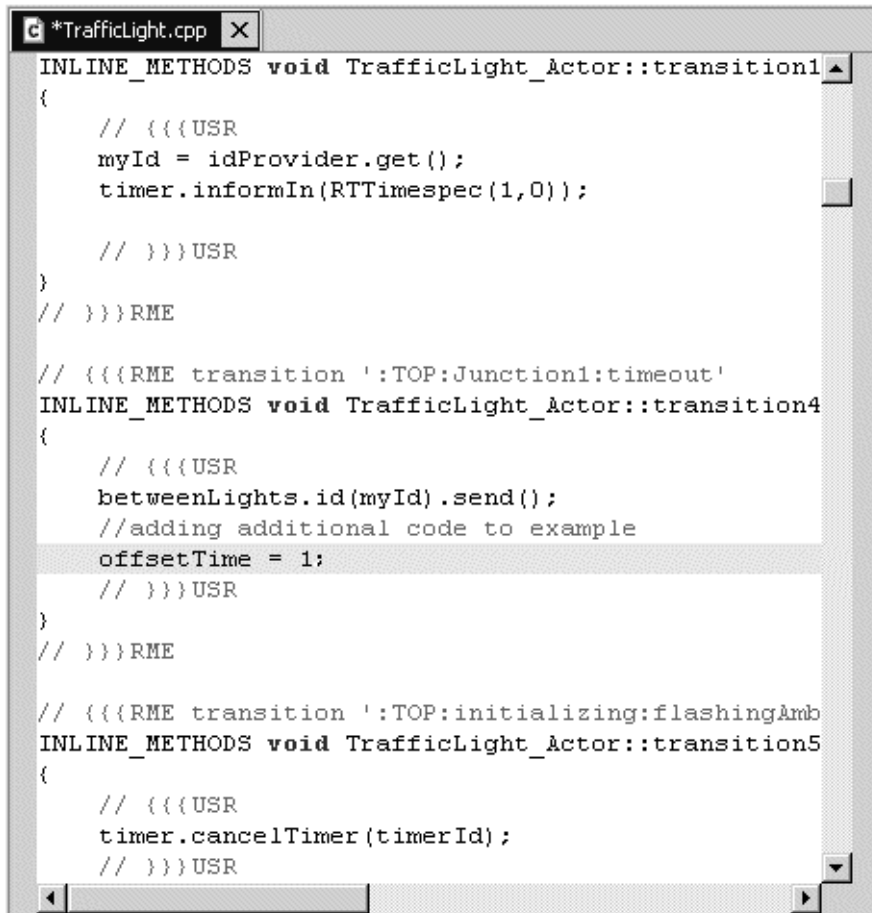 *TrafficLight.cpp
INLINE_METHODS void TrafficLight_Actor::transition1
{
    // {{{USR
    myId = idProvider.get();
    timer.informIn(RTTimespec(1,0));

    // }}}USR
}
// }}}RME

// {{{RME transition ':TOP:Junction1:timeout'
INLINE_METHODS void TrafficLight_Actor::transition4
{
    // {{{USR
    betweenLights.id(myId).send();
    //adding additional code to example
    offsetTime = 1;
    // }}}USR
}
// }}}RME

// {{{RME transition ':TOP:initializing:flashingAmb
INLINE_METHODS void TrafficLight_Actor::transition5
{
    // {{{USR
    timer.cancelTimer(timerId);
    // }}}USR